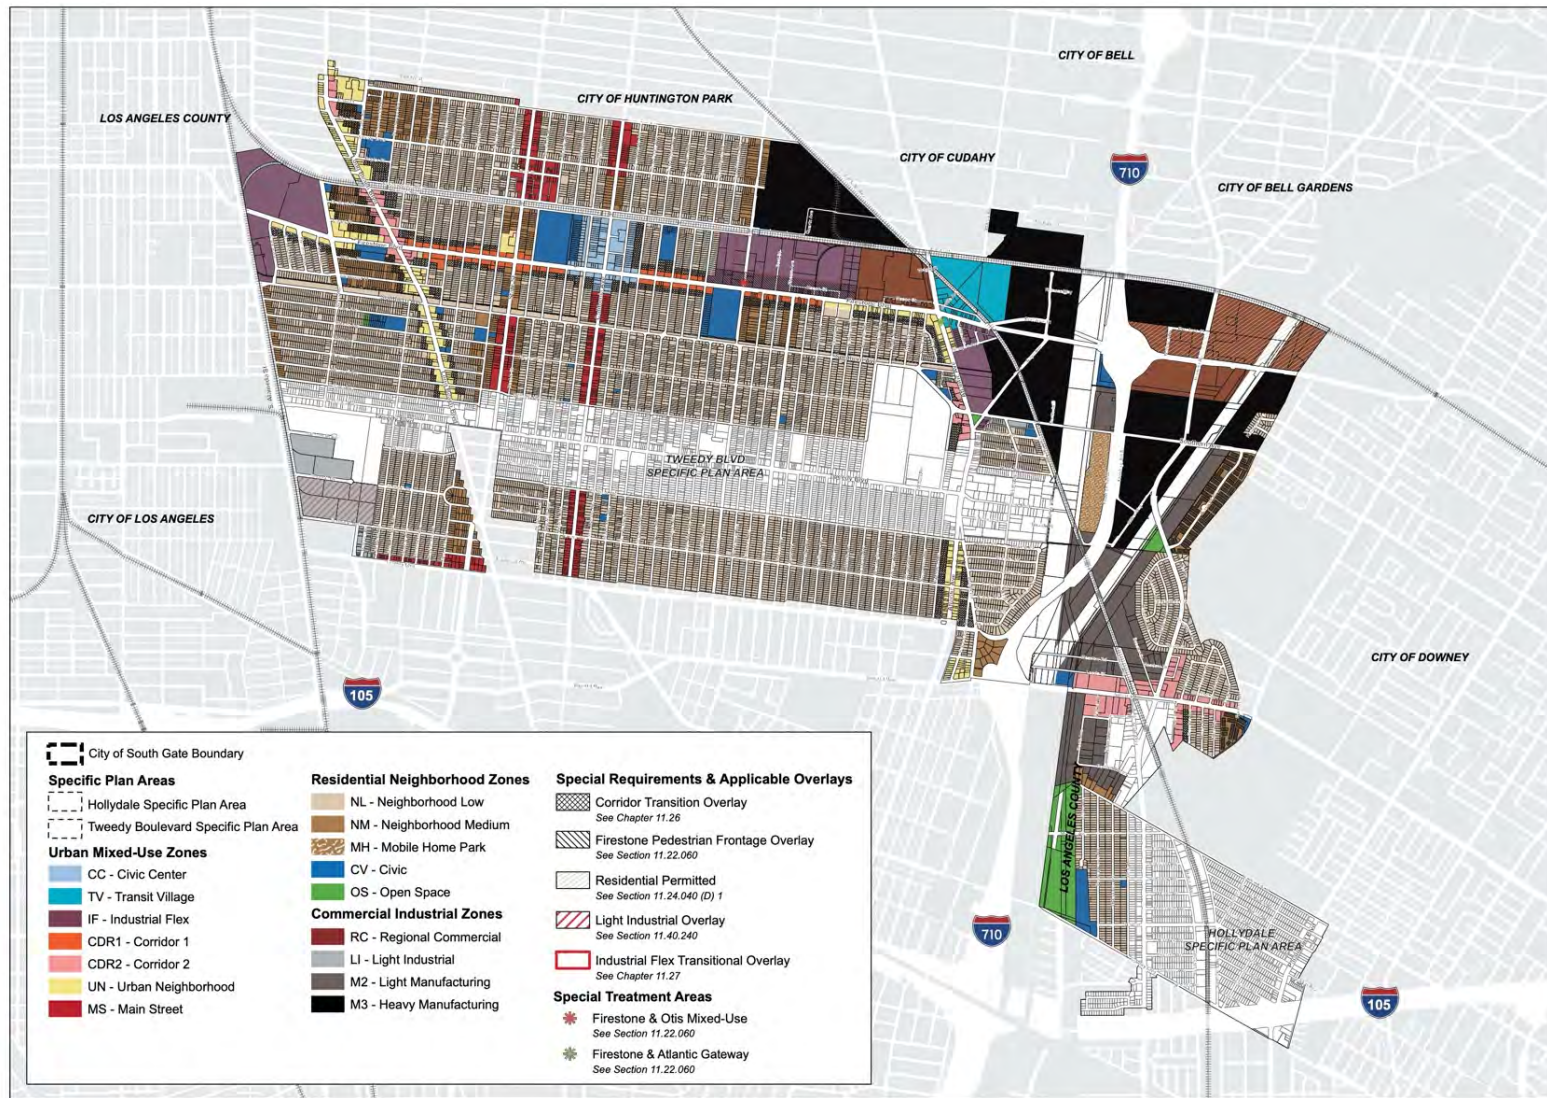 CITY OF BELL
CITY OF HUNTINGTON PARK
LOS ANGELES COUNTY
CITY OF CUDAHY
710
CITY OF BELL GARDENS
TWEEDY BLVD
SPECIFIC PLAN AREA
CITY OF LOS ANGELES
CITY OF DOWNEY
105
LOS ANGELES COUNTY
710
HOLLYDALE
SPECIFIC PLAN AREA
105
City of South Gate Boundary
Specific Plan Areas
Hollydale Specific Plan Area
Tweedy Boulevard Specific Plan Area
Urban Mixed-Use Zones
CC - Civic Center
TV - Transit Village
IF - Industrial Flex
CDR1 - Corridor 1
CDR2 - Corridor 2
UN - Urban Neighborhood
MS - Main Street
Residential Neighborhood Zones
NL - Neighborhood Low
NM - Neighborhood Medium
MH - Mobile Home Park
CV - Civic
OS - Open Space
Commercial Industrial Zones
RC - Regional Commercial
LI - Light Industrial
M2 - Light Manufacturing
M3 - Heavy Manufacturing
Special Requirements & Applicable Overlays
Corridor Transition Overlay
See Chapter 11.26
Firestone Pedestrian Frontage Overlay
See Section 11.22.060
Residential Permitted
See Section 11.24.040 (D) 1
Light Industrial Overlay
See Section 11.40.240
Industrial Flex Transitional Overlay
See Chapter 11.27
Special Treatment Areas
Firestone & Otis Mixed-Use
See Section 11.22.060
Firestone & Atlantic Gateway
See Section 11.22.060